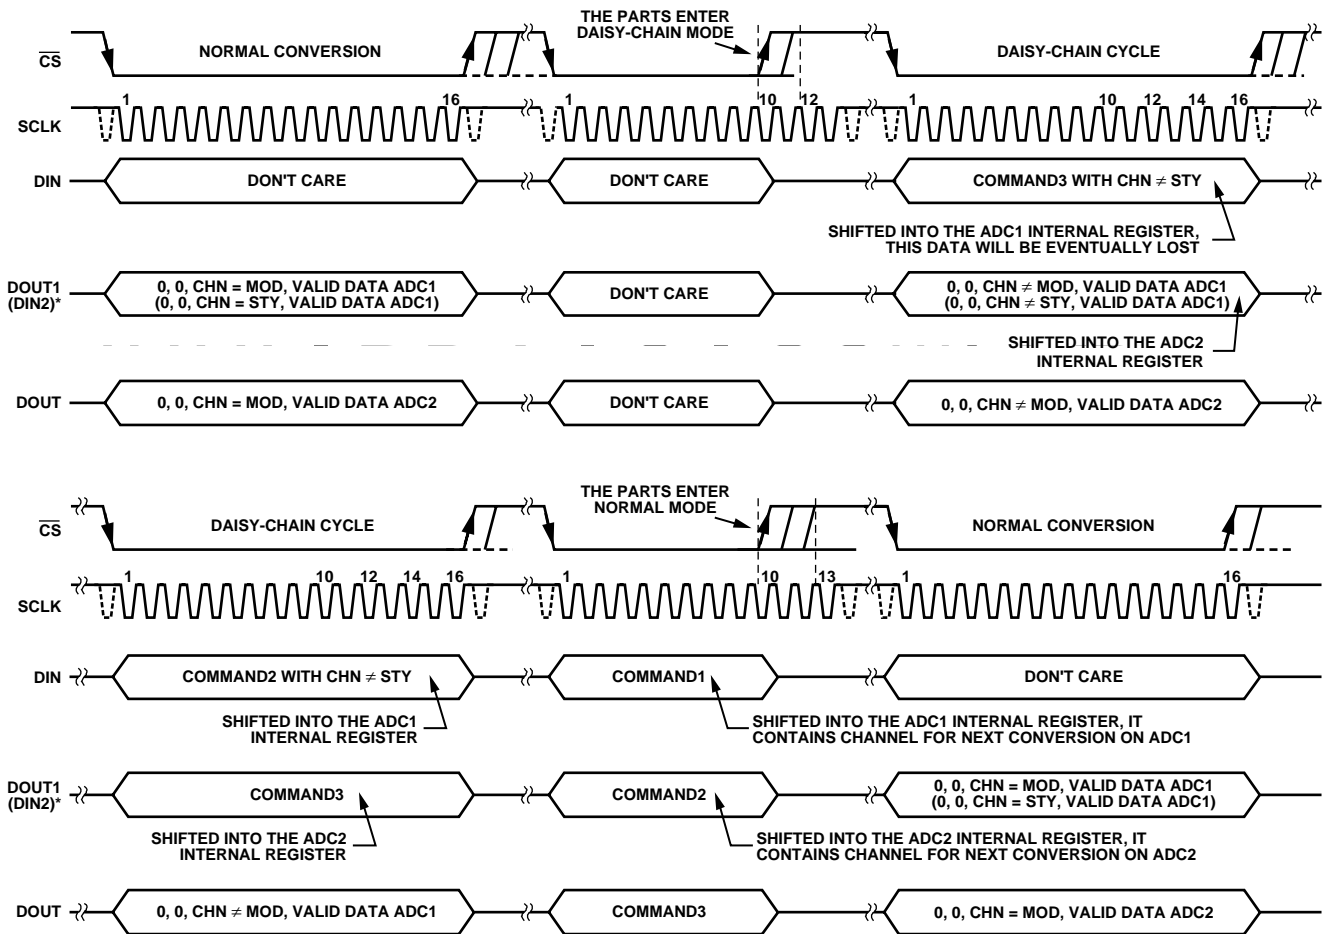 THE PARTS ENTER
DAISY-CHAIN MODE
CS
NORMAL CONVERSION
DAISY-CHAIN CYCLE
SCLK
1
16
1
10
12
1
10
12
14
16
DIN
DON'T CARE
DON'T CARE
COMMAND3 WITH CHN ≠ STY
SHIFTED INTO THE ADC1 INTERNAL REGISTER,
THIS DATA WILL BE EVENTUALLY LOST
DOUT1
(DIN2)*
0, 0, CHN = MOD, VALID DATA ADC1
(0, 0, CHN = STY, VALID DATA ADC1)
DON'T CARE
0, 0, CHN ≠ MOD, VALID DATA ADC1
(0, 0, CHN ≠ STY, VALID DATA ADC1)
SHIFTED INTO THE ADC2
INTERNAL REGISTER
DOUT
0, 0, CHN = MOD, VALID DATA ADC2
DON'T CARE
0, 0, CHN ≠ MOD, VALID DATA ADC2
THE PARTS ENTER
NORMAL MODE
CS
DAISY-CHAIN CYCLE
NORMAL CONVERSION
SCLK
1
10
12
14
16
1
10
13
1
16
DIN
COMMAND2 WITH CHN ≠ STY
COMMAND1
DON'T CARE
SHIFTED INTO THE ADC1
INTERNAL REGISTER
SHIFTED INTO THE ADC1 INTERNAL REGISTER, IT
CONTAINS CHANNEL FOR NEXT CONVERSION ON ADC1
DOUT1
(DIN2)*
COMMAND3
COMMAND2
0, 0, CHN = MOD, VALID DATA ADC1
(0, 0, CHN = STY, VALID DATA ADC1)
SHIFTED INTO THE ADC2
INTERNAL REGISTER
SHIFTED INTO THE ADC2 INTERNAL REGISTER, IT
CONTAINS CHANNEL FOR NEXT CONVERSION ON ADC2
DOUT
0, 0, CHN ≠ MOD, VALID DATA ADC1
COMMAND3
0, 0, CHN = MOD, VALID DATA ADC2